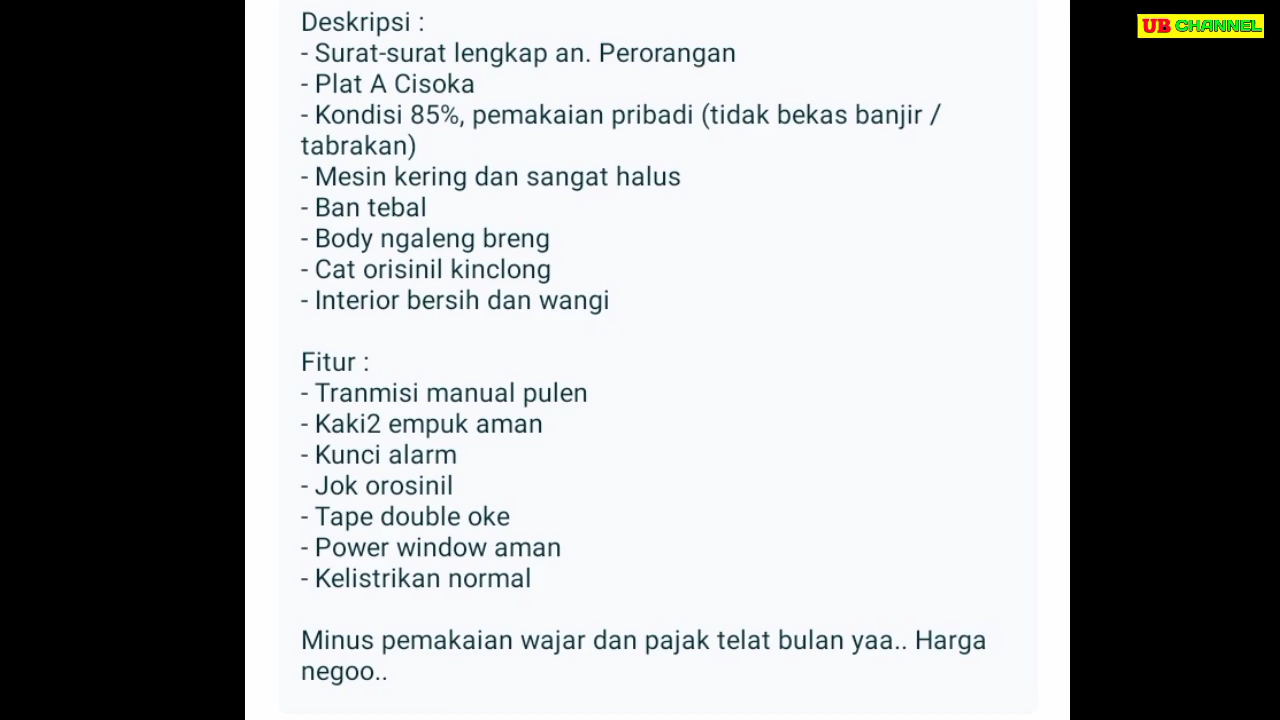 UB CHANNEL
Deskripsi :
- Surat-surat lengkap an. Perorangan
- Plat A Cisoka
- Kondisi 85%, pemakaian pribadi (tidak bekas banjir /
tabrakan)
- Mesin kering dan sangat halus
- Ban tebal
- Body ngaleng breng
- Cat orisinil kinclong
- Interior bersih dan wangi
Fitur :
- Tranmisi manual pulen
- Kaki2 empuk aman
- Kunci alarm
- Jok orosinil
- Tape double oke
- Power window aman
- Kelistrikan normal
Minus pemakaian wajar dan pajak telat bulan yaa.. Harga
negoo..